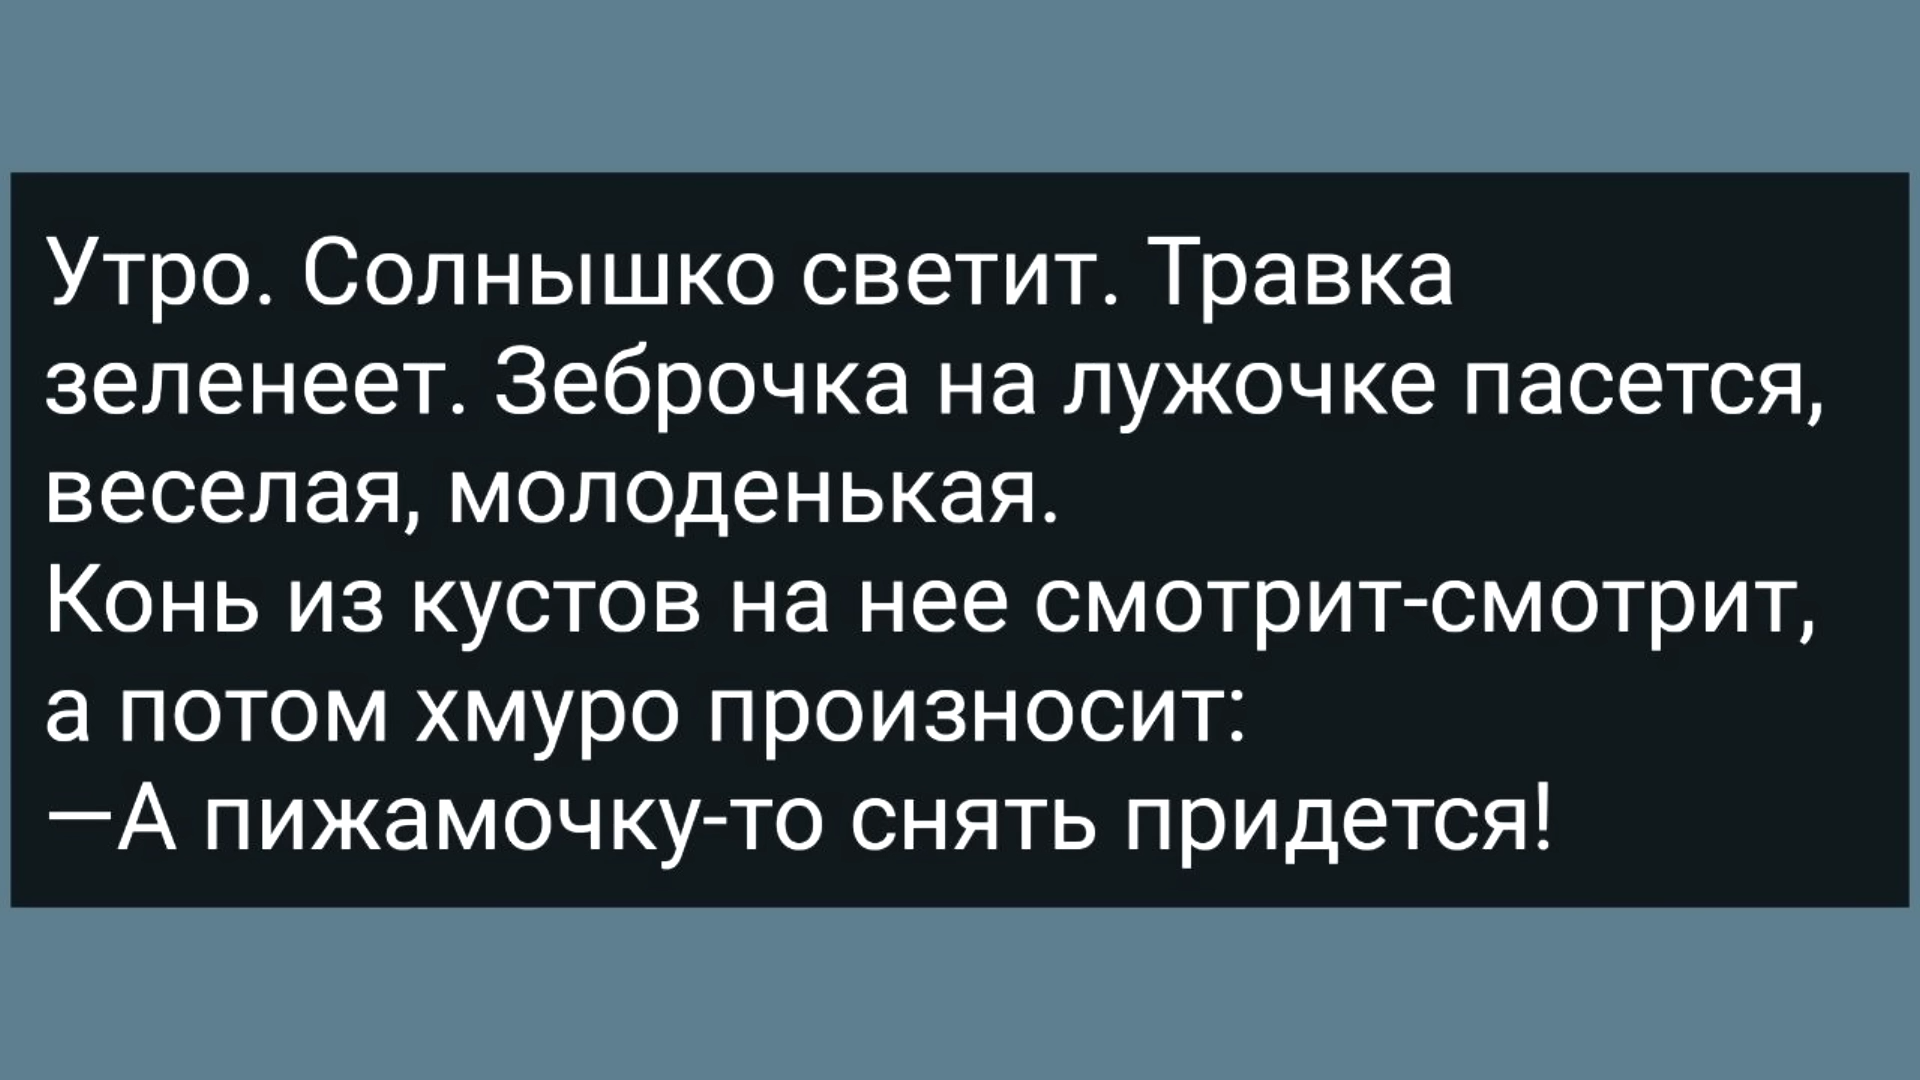 Утро. Солнышко светит. Травка
зеленеет. Зеброчка на лужочке пасется,
веселая, молоденькая.
Конь из кустов на нее смотрит-смотрит,
а потом хмуро произносит:
—А пижамочку-то снять придется!